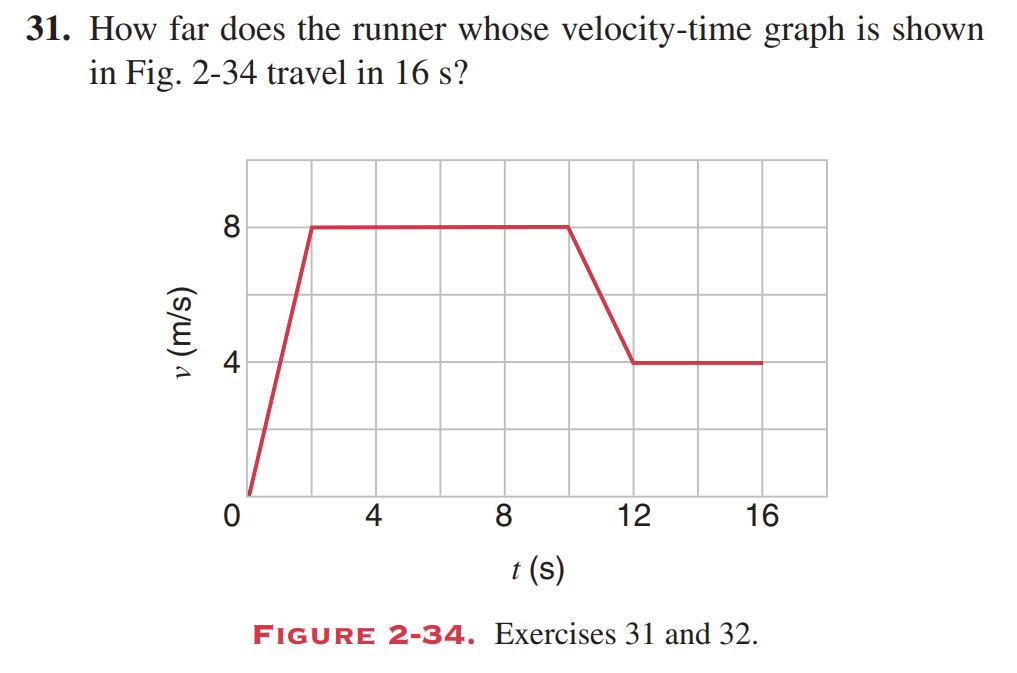 31. How far does the runner whose velocity-time graph is shown
in Fig. 2-34 travel in 16 s?
8
v (m/s)
4
0 4 8 12 16
t (s)
FIGURE 2-34. Exercises 31 and 32.